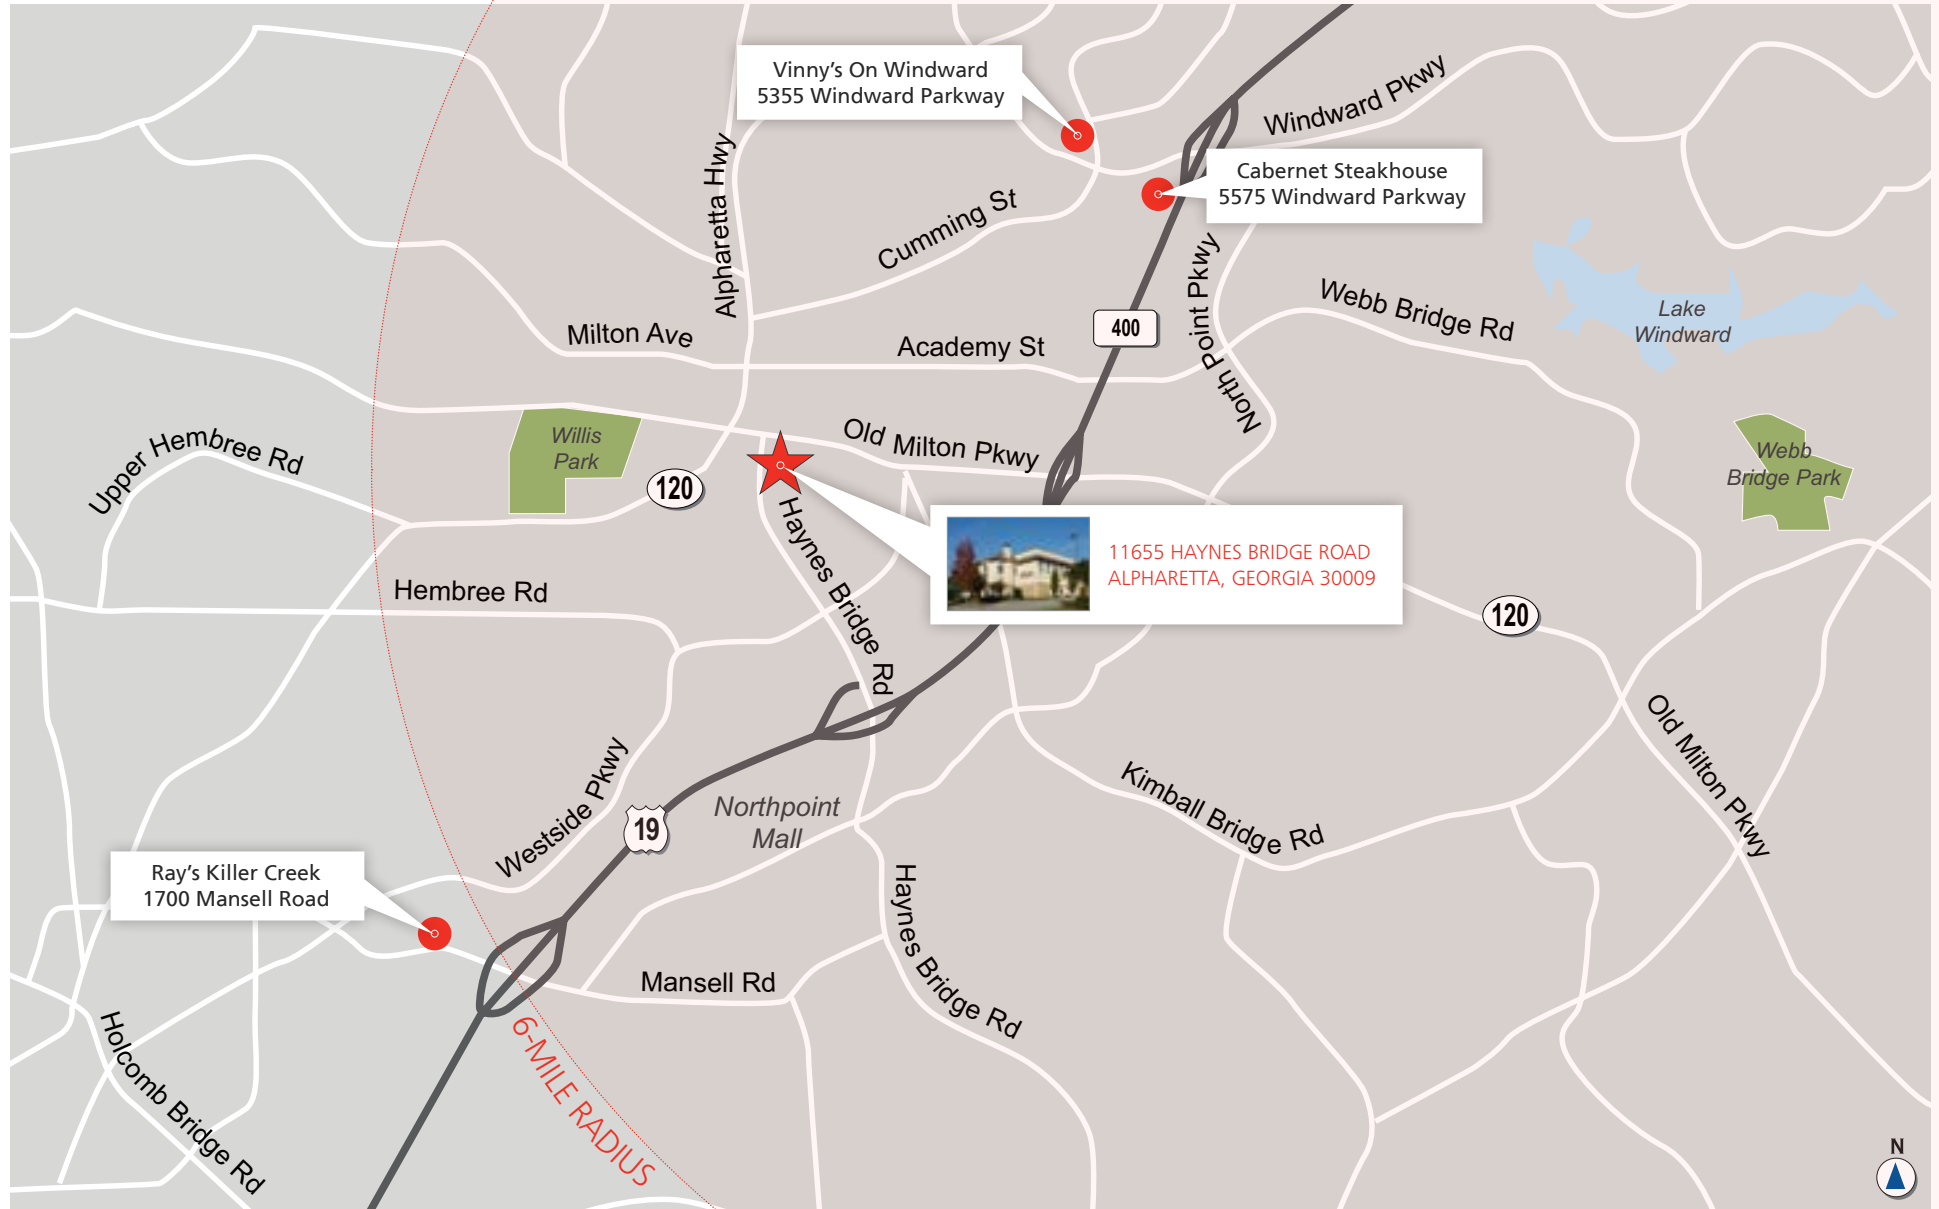 Vinny's On Windward
5355 Windward Parkway
Windward Pkwy
Cabernet Steakhouse
5575 Windward Parkway
Alpharetta Hwy
Cumming St
North Point Pkwy
Webb Bridge Rd
Lake
Windward
400
Milton Ave
Academy St
Willis
Park
Old Milton Pkwy
Webb
Bridge Park
Upper Hembree Rd
120
Haynes Bridge Rd
11655 HAYNES BRIDGE ROAD
ALPHARETTA, GEORGIA 30009
Hembree Rd
120
Old Milton Pkwy
Westside Pkwy
19
Northpoint
Mall
Kimball Bridge Rd
Ray's Killer Creek
1700 Mansell Road
Haynes Bridge Rd
Mansell Rd
Holcomb Bridge Rd
6-MILE RADIUS
N